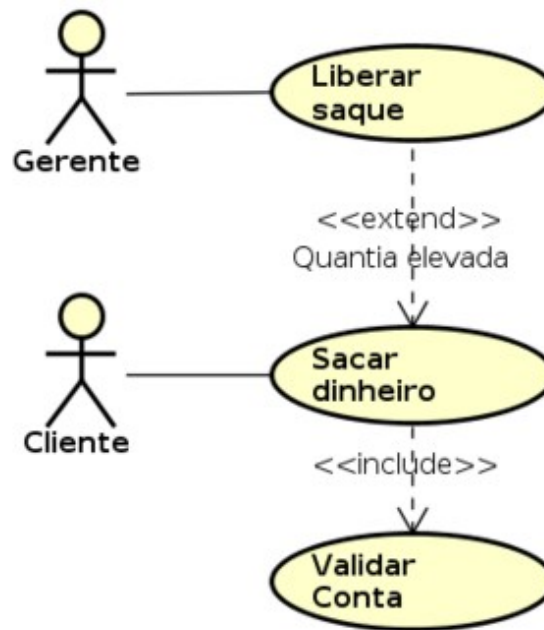 Liberar
saque
Gerente
<<extend>>
Quantia elevada
Sacar
dinheiro
Cliente
<<include>>
Validar
Conta